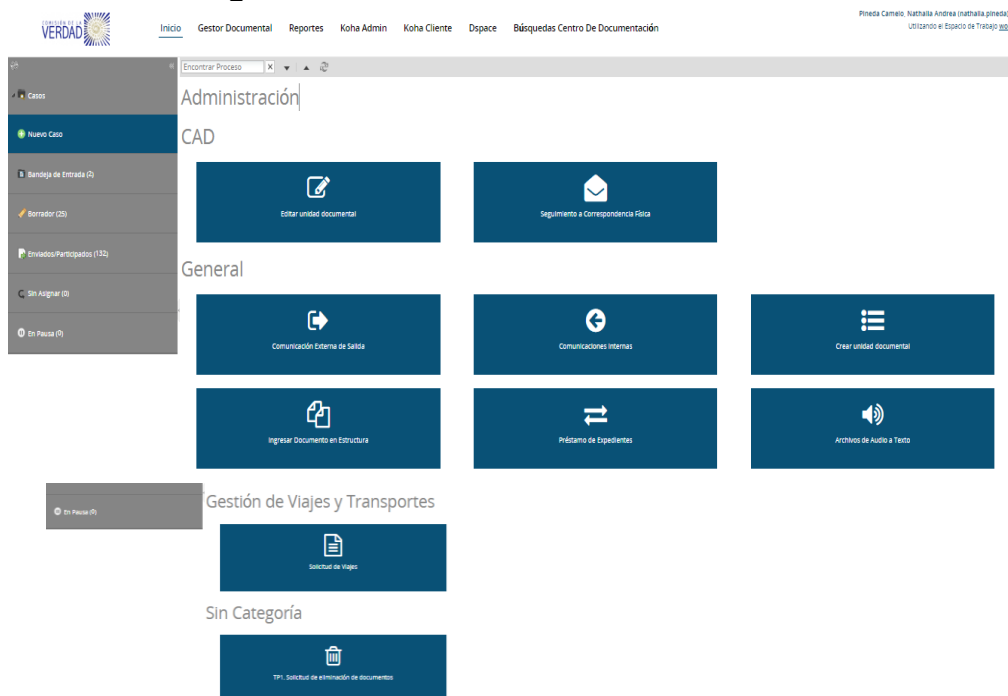 COMISIÓN DE LA
VERDAD
Inicio Gestor Documental Reportes Koha Admin Koha Cliente Dspace Búsquedas Centro De Documentación
Pineda Camelo, Nathalia Andrea (nathalia.pineda)
Utilizando el Espacio de Trabajo wo
Encontrar Proceso X
Casos
Nuevo Caso
Bandeja de Entrada (2)
Borrador (25)
Enviados/Participados (132)
Sin Asignar (0)
En Pausa (0)
Administración
CAD
Editar unidad documental
Seguimiento a Correspondencia Física
General
Comunicación Externa de Salida
Comunicaciones Internas
Crear unidad documental
Ingresar Documento en Estructura
Préstamo de Expedientes
Archivos de Audio a Texto
En Pausa (0)
Gestión de Viajes y Transportes
Solicitud de Viajes
Sin Categoría
TP1. Solicitud de eliminación de documentos